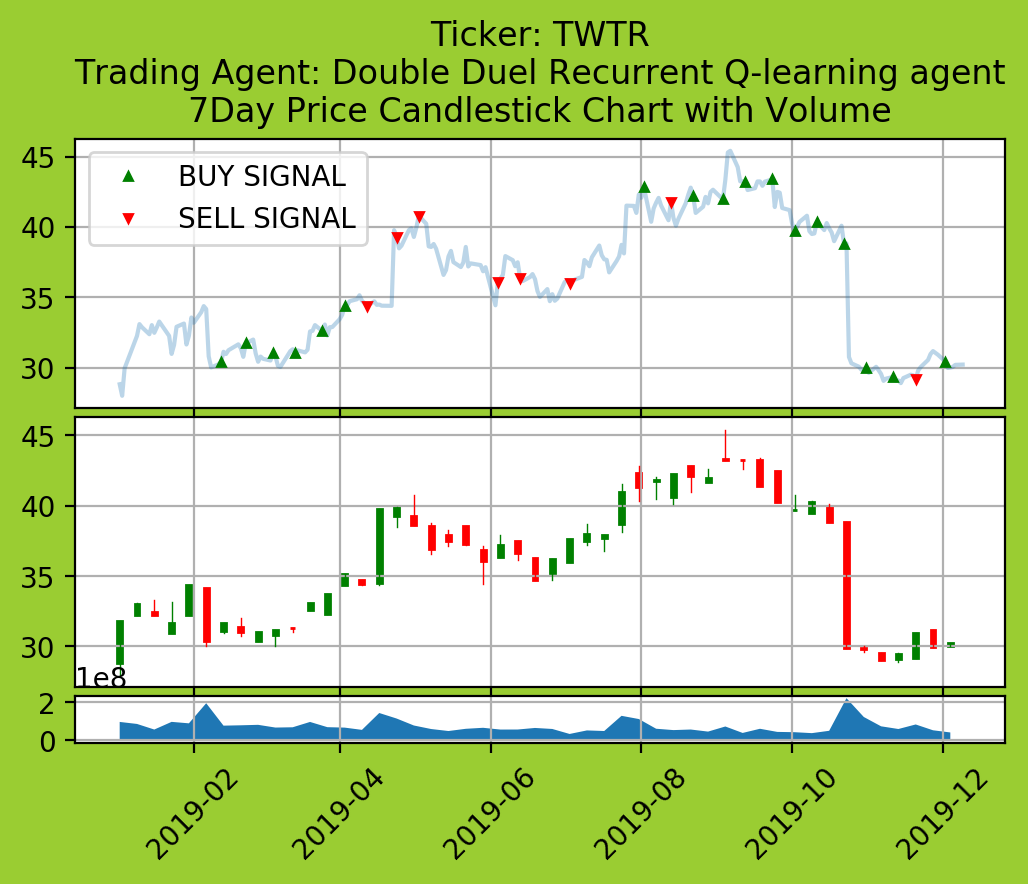 Ticker: TWTR
Trading Agent: Double Duel Recurrent Q-learning agent
7Day Price Candlestick Chart with Volume
45
40
35
30
BUY SIGNAL
SELL SIGNAL
45
40
35
30
1e8
2
0
2019-02
2019-04
2019-06
2019-08
2019-10
2019-12